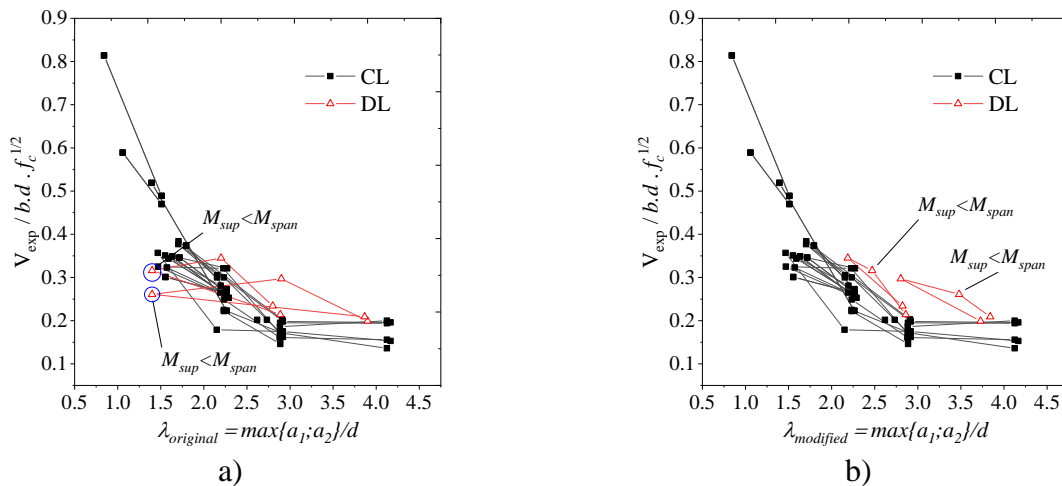 0.9
0.8
0.7
0.6
0.5
0.4
0.3
0.2
0.1
V_exp / b.d . f_c^1/2
CL
DL
M_sup<M_span
M_sup<M_span
0.5 1.0 1.5 2.0 2.5 3.0 3.5 4.0 4.5
λ_original = max{a_1;a_2}/d
a)
0.9
0.8
0.7
0.6
0.5
0.4
0.3
0.2
0.1
V_exp / b.d . f_c^1/2
CL
DL
M_sup<M_span
M_sup<M_span
0.5 1.0 1.5 2.0 2.5 3.0 3.5 4.0 4.5
λ_modified = max{a_1;a_2}/d
b)